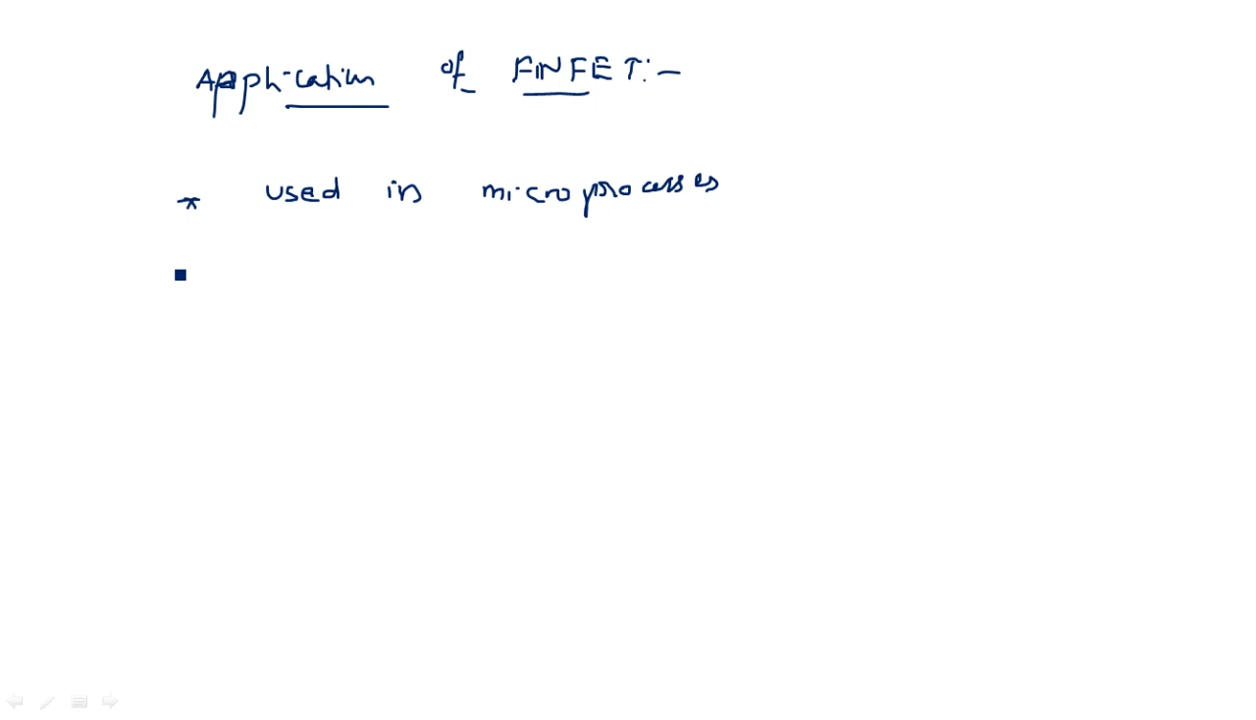 Application of FINFET:-
* used in microprocesses